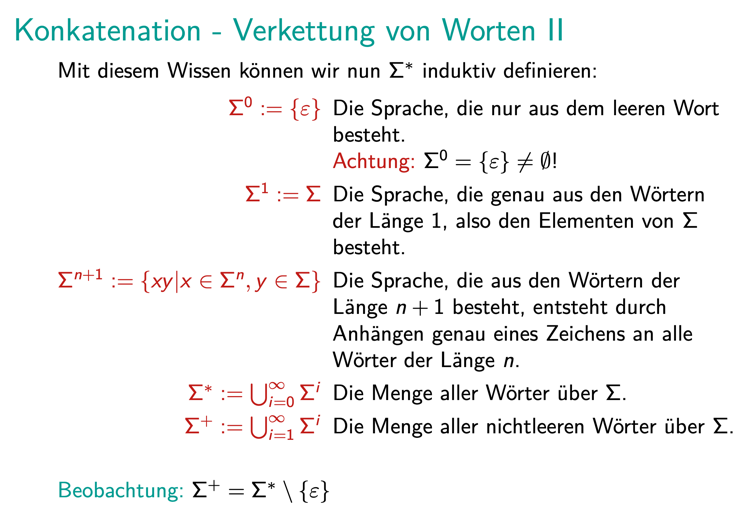 Konkatenation - Verkettung von Worten II
Mit diesem Wissen können wir nun Σ* induktiv definieren:
Σ⁰ := {ε} Die Sprache, die nur aus dem leeren Wort
besteht.
Achtung: Σ⁰ = {ε} ≠ ∅!
Σ¹ := Σ Die Sprache, die genau aus den Wörtern
der Länge 1, also den Elementen von Σ
besteht.
Σⁿ⁺¹ := {xy|x ∈ Σⁿ, y ∈ Σ} Die Sprache, die aus den Wörtern der
Länge n + 1 besteht, entsteht durch
Anhängen genau eines Zeichens an alle
Wörter der Länge n.
Σ* := ⋃_{i=0}^{∞} Σⁱ Die Menge aller Wörter über Σ.
Σ⁺ := ⋃_{i=1}^{∞} Σⁱ Die Menge aller nichtleeren Wörter über Σ.
Beobachtung: Σ⁺ = Σ* \ {ε}